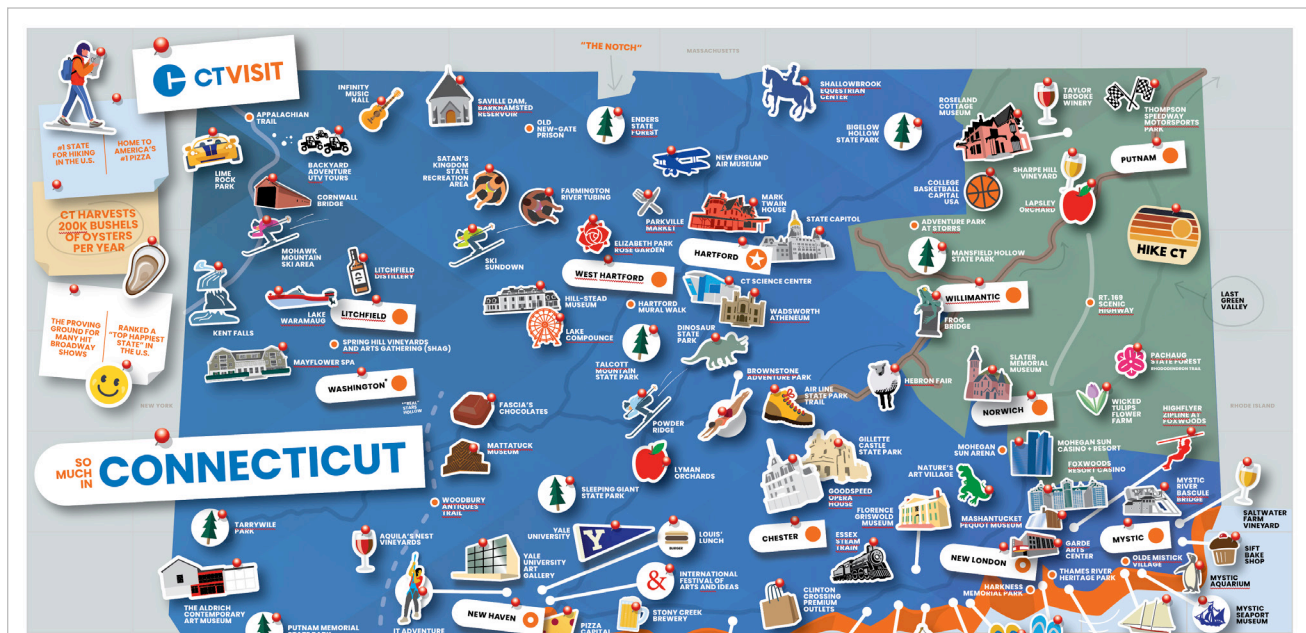 "THE NOTCH"
MASSACHUSETTS
CTVISIT
#1 STATE
FOR HIKING
IN THE U.S.
HOME TO
AMERICA'S
#1 PIZZA
CT HARVESTS
200K BUSHELS
OF OYSTERS
PER YEAR
THE PROVING
GROUND FOR
MANY HIT
BROADWAY
SHOWS
RANKED A
"TOP HAPPIEST
STATE" IN
THE U.S.
NEW YORK
SO
MUCH
IN
CONNECTICUT
APPALACHIAN
TRAIL
INFINITY
MUSIC
HALL
SAVILLE DAM,
BARKHAMSTED
RESERVOIR
OLD
NEW-GATE
PRISON
ENDERS
STATE
FOREST
SHALLOWBROOK
EQUESTRIAN
CENTER
BIGELOW
HOLLOW
STATE PARK
ROSELAND
COTTAGE
MUSEUM
TAYLOR
BROOKE
WINERY
THOMPSON
SPEEDWAY
MOTORSPORTS
PARK
PUTNAM
LIME
ROCK
PARK
BACKYARD
ADVENTURE
UTV TOURS
CORNWALL
BRIDGE
SATAN'S
KINGDOM
STATE
RECREATION
AREA
FARMINGTON
RIVER TUBING
NEW ENGLAND
AIR MUSEUM
PARKVILLE
MARKET
MARK
TWAIN
HOUSE
STATE CAPITOL
COLLEGE
BASKETBALL
CAPITAL
USA
SHARPE HILL
VINEYARD
LAPSLEY
ORCHARD
HIKE CT
ADVENTURE PARK
AT STORRS
MANSFIELD HOLLOW
STATE PARK
MOHAWK
MOUNTAIN
SKI AREA
LITCHFIELD
DISTILLERY
SKI
SUNDOWN
ELIZABETH PARK
ROSE GARDEN
HARTFORD
WEST HARTFORD
CT SCIENCE CENTER
WADSWORTH
ATHENEUM
HARTFORD
MURAL WALK
HILL-STEAD
MUSEUM
LAKE
COMPOUNCE
WILLIMANTIC
FROG
BRIDGE
RT. 169
SCENIC
HIGHWAY
LAST
GREEN
VALLEY
KENT FALLS
LAKE
WARAMAUG
LITCHFIELD
SPRING HILL VINEYARDS
AND ARTS GATHERING (SHAG)
MAYFLOWER SPA
WASHINGTON*
*"REAL"
STARS
HOLLOW
TALCOTT
MOUNTAIN
STATE PARK
DINOSAUR
STATE
PARK
BROWNSTONE
ADVENTURE PARK
AIR LINE
STATE PARK
TRAIL
HEBRON FAIR
SLATER
MEMORIAL
MUSEUM
NORWICH
PACHAUG
STATE FOREST
RHODODENDRON TRAIL
WICKED
TULIPS
FLOWER
FARM
HIGHFLYER
ZIPLINE AT
FOXWOODS
RHODE ISLAND
FASCIA'S
CHOCOLATES
MATTATUCK
MUSEUM
WOODBURY
ANTIQUES
TRAIL
POWDER
RIDGE
LYMAN
ORCHARDS
SLEEPING GIANT
STATE PARK
GILLETTE
CASTLE
STATE PARK
GOODSPEED
OPERA
HOUSE
MOHEGAN
SUN ARENA
MOHEGAN SUN
CASINO + RESORT
FOXWOODS
RESORT CASINO
NATURE'S
ART VILLAGE
FLORENCE
GRISWOLD
MUSEUM
MASHANTUCKET
PEQUOT MUSEUM
MYSTIC
RIVER
BASCULE
BRIDGE
SALTWATER
FARM
VINEYARD
TARRYWILE
PARK
AQUILA'S NEST
VINEYARDS
YALE
UNIVERSITY
Y
YALE
UNIVERSITY
ART
GALLERY
LOUIS'
LUNCH
BURGER
INTERNATIONAL
FESTIVAL OF
ARTS AND IDEAS
&
CHESTER
ESSEX
STEAM
TRAIN
NEW LONDON
GARDE
ARTS
CENTER
MYSTIC
OLDE MISTICK
VILLAGE
SIFT
BAKE
SHOP
MYSTIC
AQUARIUM
THAMES RIVER
HERITAGE PARK
HARKNESS
MEMORIAL PARK
THE ALDRICH
CONTEMPORARY
ART MUSEUM
PUTNAM MEMORIAL
IT ADVENTURE
NEW HAVEN
PIZZA
CAPITAL
STONY CREEK
BREWERY
CLINTON
CROSSING
PREMIUM
OUTLETS
MYSTIC
SEAPORT
MUSEUM